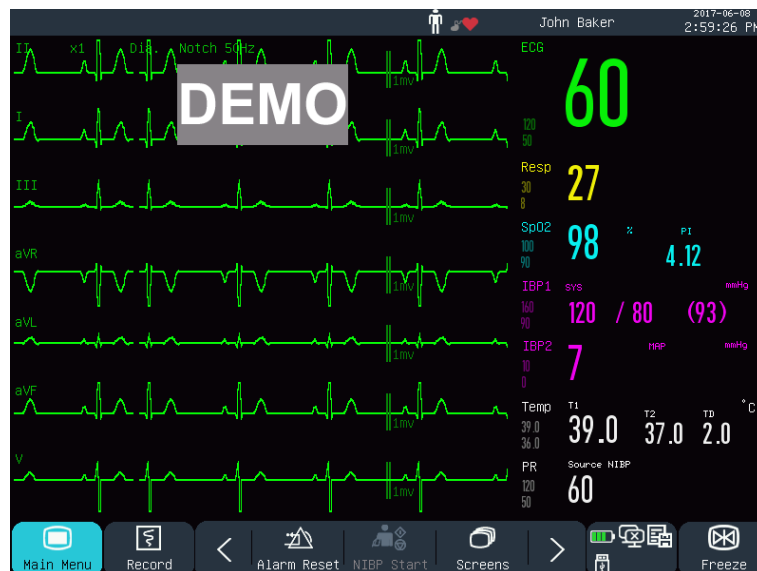 John Baker
2017-06-08
2:59:26 PM
II x1 Dia. Notch 50Hz
DEMO
1mv
I
1mv
III
1mv
aVR
1mv
aVL
1mv
aVF
1mv
V
1mv
ECG
60
120
50
Resp
27
30
8
SpO2 % PI
98 4.12
100
90
IBP1 SYS mmHg
120 / 80 (93)
160
90
IBP2 MAP mmHg
7
10
0
Temp T1 T2 TD °C
39.0 37.0 2.0
39.0
36.0
PR Source NIBP
60
120
50
Main Menu
Record
Alarm Reset
NIBP Start
Screens
Freeze